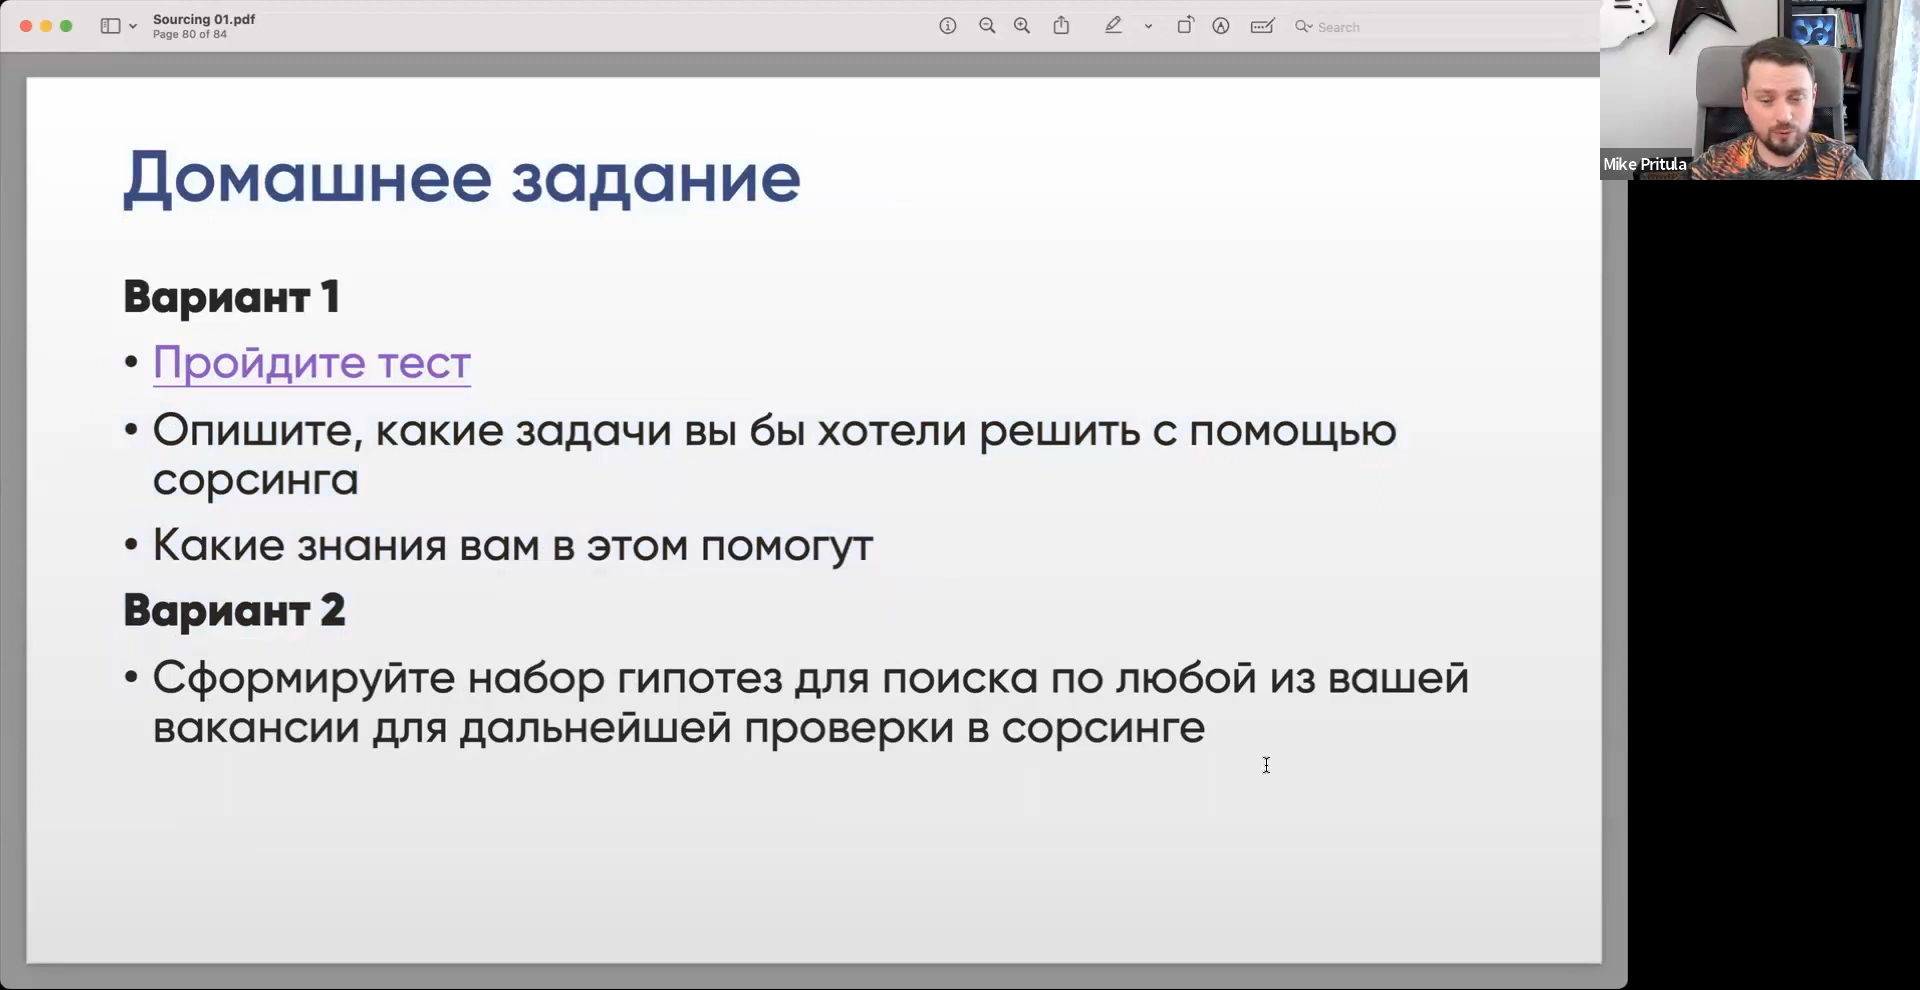 Sourcing 01.pdf
Page 80 of 84
Search
Mike Pritula
Домашнее задание
Вариант 1
• Пройдите тест
• Опишите, какие задачи вы бы хотели решить с помощью
сорсинга
• Какие знания вам в этом помогут
Вариант 2
• Сформируйте набор гипотез для поиска по любой из вашей
вакансии для дальнейшей проверки в сорсинге